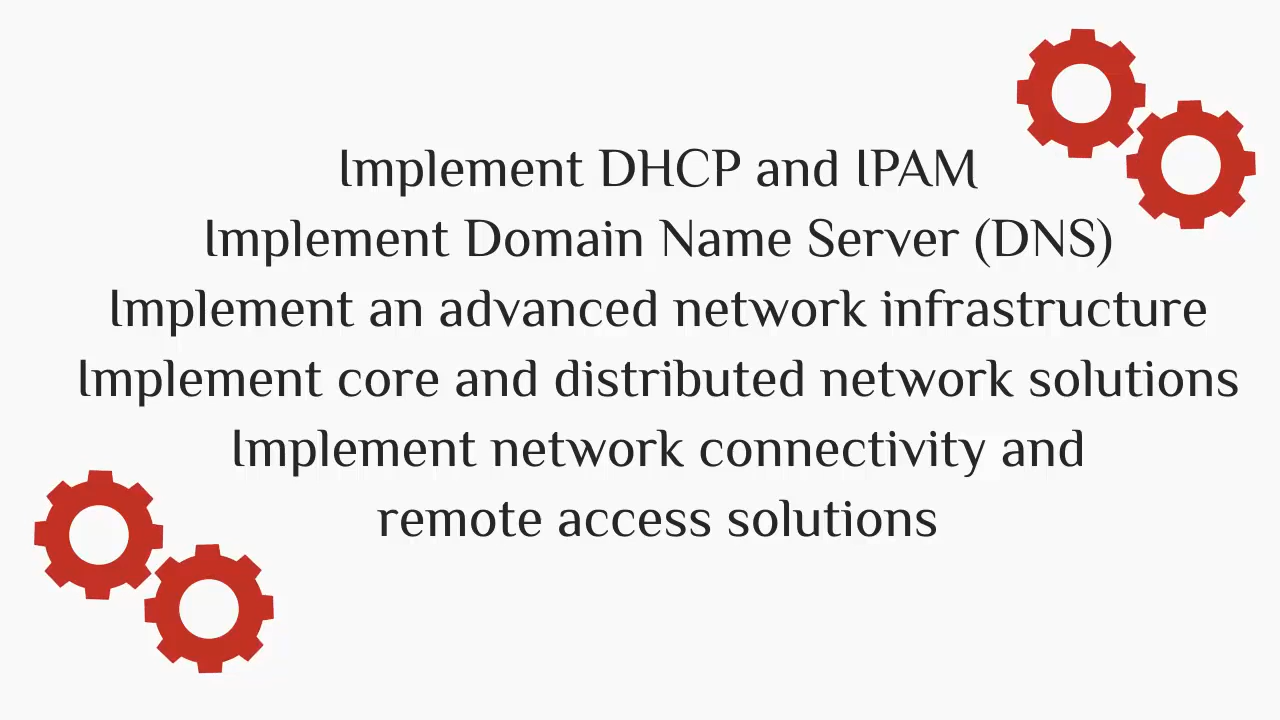 Implement DHCP and IPAM
Implement Domain Name Server (DNS)
Implement an advanced network infrastructure
Implement core and distributed network solutions
Implement network connectivity and
remote access solutions